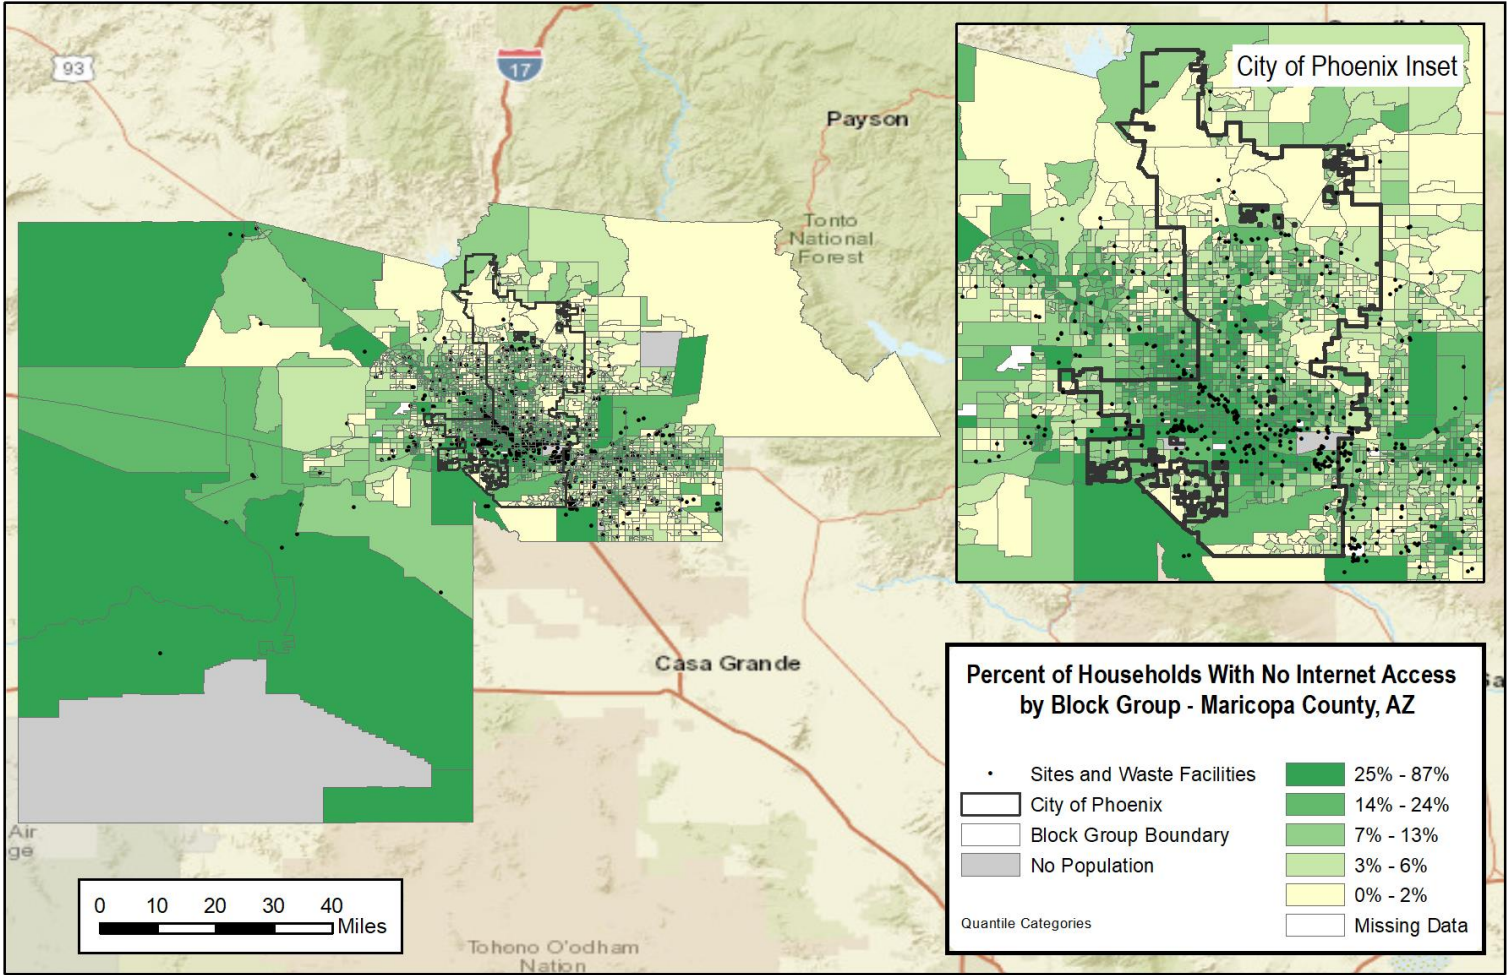 93
17
Payson
Tonto
National
Forest
City of Phoenix Inset
Casa Grande
Percent of Households With No Internet Access
by Block Group - Maricopa County, AZ
Sites and Waste Facilities
City of Phoenix
Block Group Boundary
No Population
25% - 87%
14% - 24%
7% - 13%
3% - 6%
0% - 2%
Missing Data
Quantile Categories
Air
ge
0 10 20 30 40
Miles
Tohono O'odham
Nation